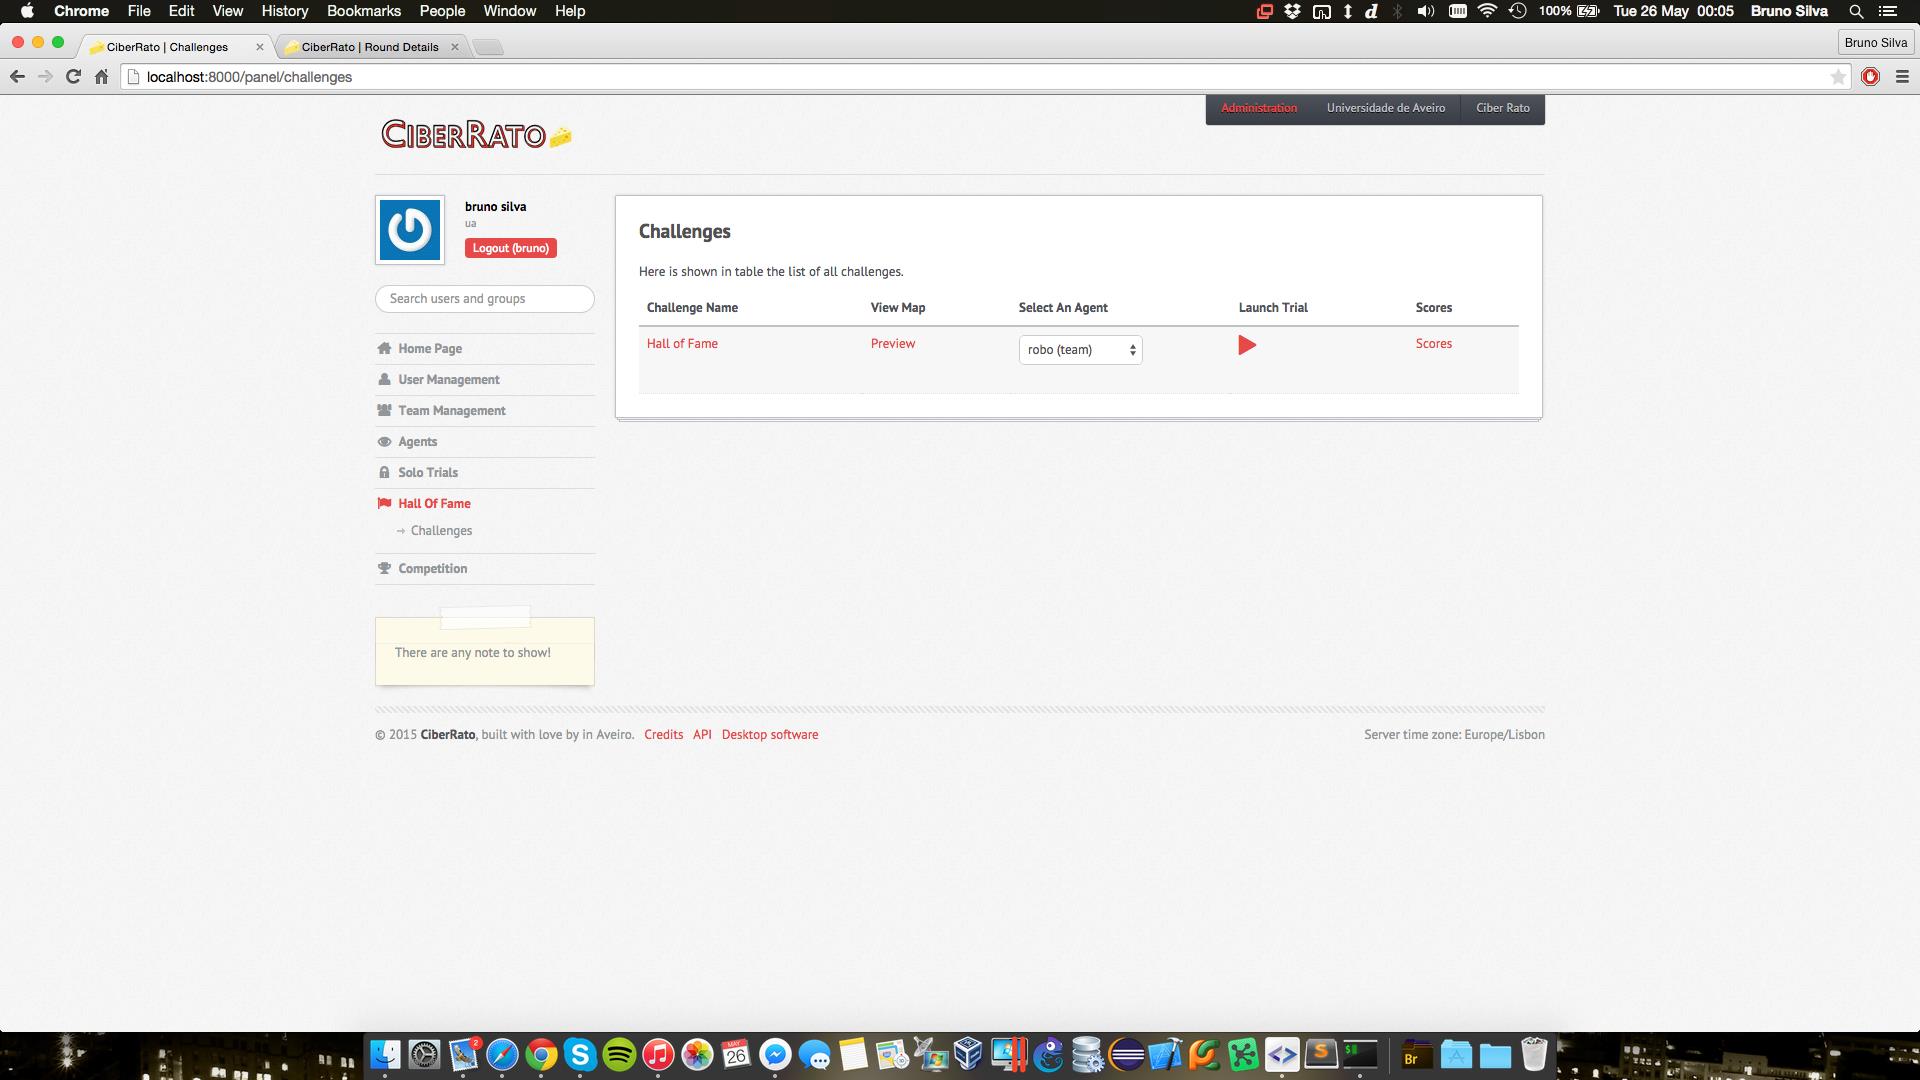 Chrome File Edit View History Bookmarks People Window Help 100% Tue 26 May 00:05 Bruno Silva
CiberRato | Challenges CiberRato | Round Details Bruno Silva
localhost:8000/panel/challenges
Administration Universidade de Aveiro Ciber Rato
CIBERRATO
bruno silva
ua
Logout (bruno)
Search users and groups
Home Page
User Management
Team Management
Agents
Solo Trials
Hall Of Fame
Challenges
Competition
There are any note to show!
Challenges
Here is shown in table the list of all challenges.
Challenge Name View Map Select An Agent Launch Trial Scores
Hall of Fame Preview robo (team) Scores
© 2015 CiberRato, built with love by in Aveiro. Credits API Desktop software Server time zone: Europe/Lisbon
2
MAY
26
$
Br